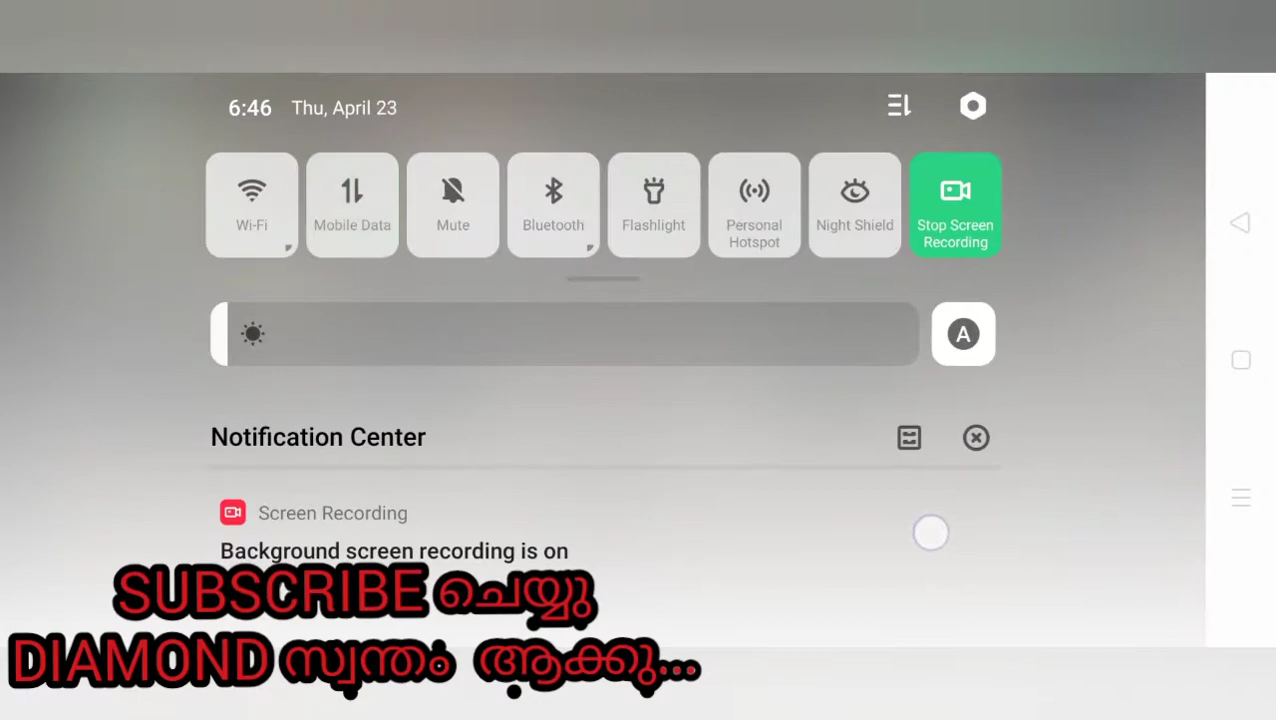 6:46 Thu, April 23
Wi-Fi Mobile Data Mute Bluetooth Flashlight Personal Hotspot Night Shield Stop Screen Recording
A
Notification Center
Screen Recording
Background screen recording is on
SUBSCRIBE ചെയ്യു
DIAMOND സ്വന്തം ആക്കു...